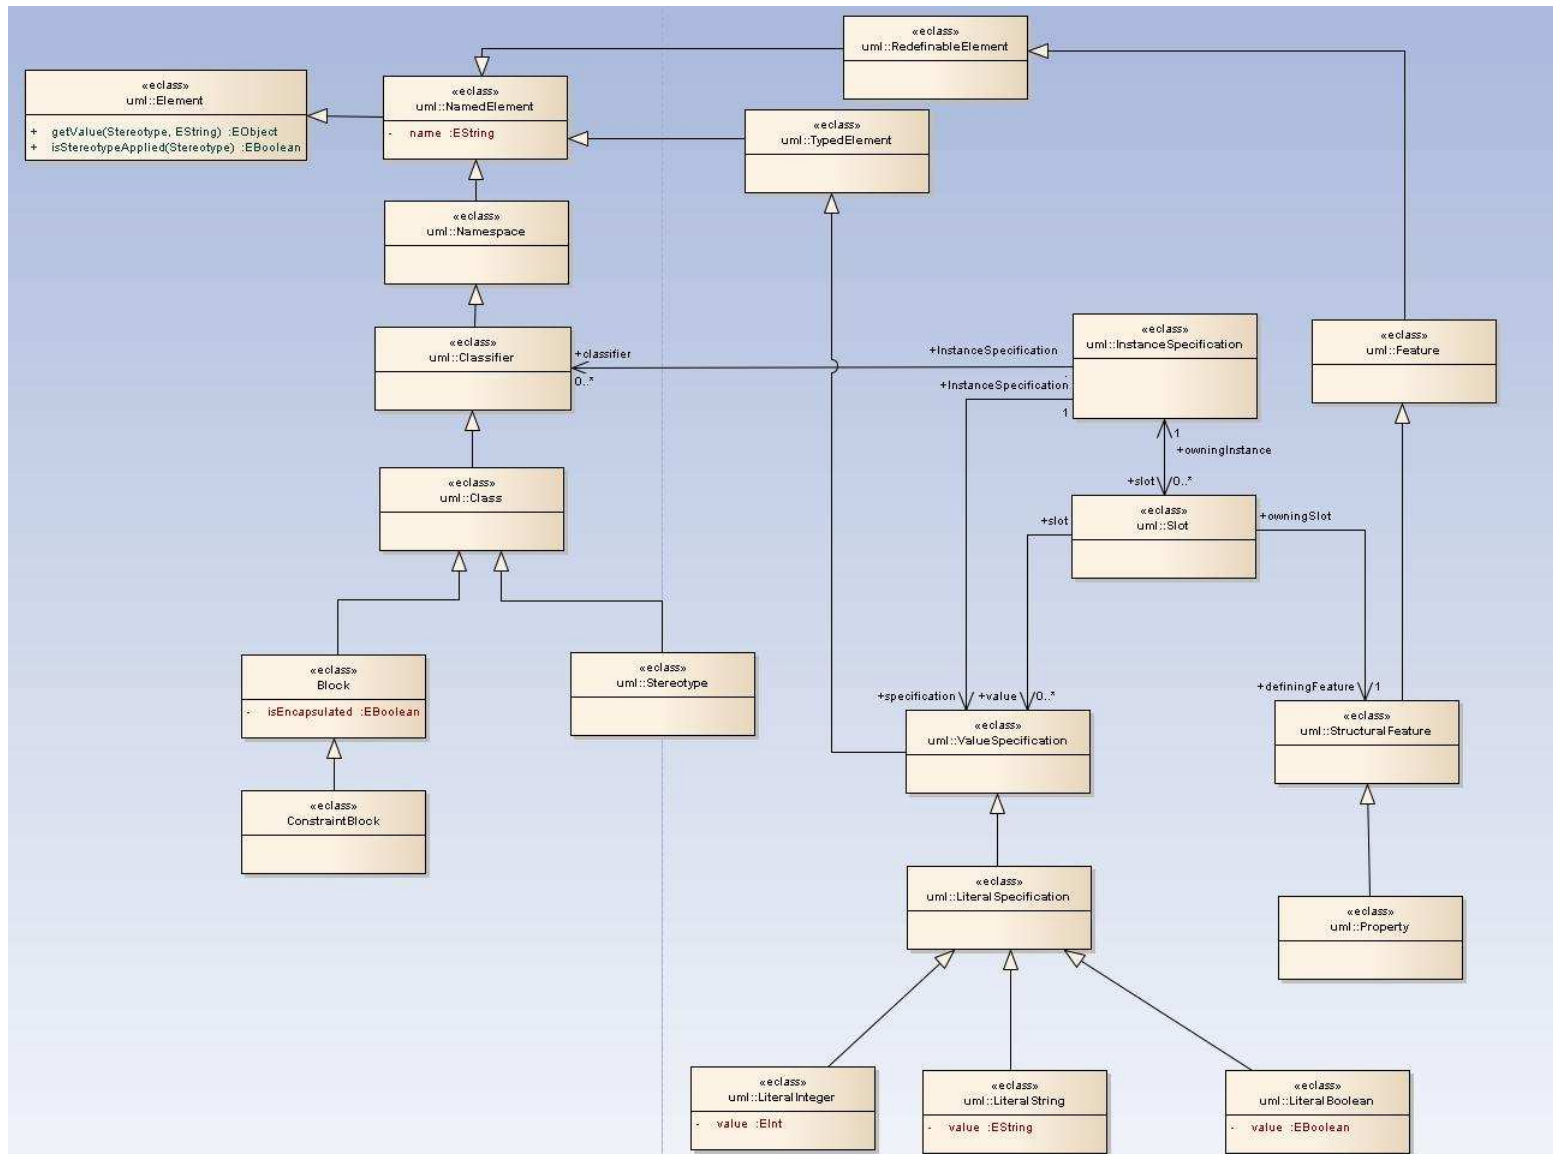 «eclass»
uml::RedefinableElement
«eclass»
uml::Element
+ getValue(Stereotype, EString) :EObject
+ isStereotypeApplied(Stereotype) :EBoolean
«eclass»
uml::NamedElement
- name :EString
«eclass»
uml::TypedElement
«eclass»
uml::Namespace
«eclass»
uml::Classifier
+classifier
0..*
+InstanceSpecification
+InstanceSpecification
1
«eclass»
uml::InstanceSpecification
«eclass»
uml::Feature
1
+owningInstance
+slot
0..*
«eclass»
uml::Class
+slot
«eclass»
uml::Slot
+owningSlot
«eclass»
Block
- isEncapsulated :EBoolean
«eclass»
uml::Stereotype
+specification
+value
0..*
+definingFeature
1
«eclass»
uml::ValueSpecification
«eclass»
uml::StructuralFeature
«eclass»
ConstraintBlock
«eclass»
uml::LiteralSpecification
«eclass»
uml::Property
«eclass»
uml::LiteralInteger
- value :EInt
«eclass»
uml::LiteralString
- value :EString
«eclass»
uml::LiteralBoolean
- value :EBoolean